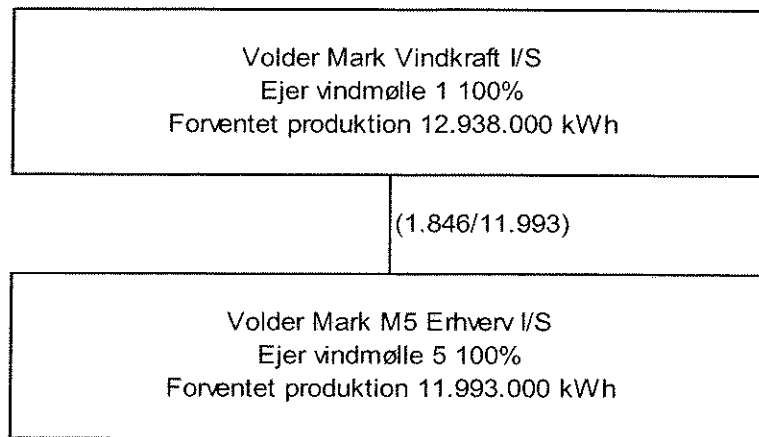 Volder Mark Vindkraft I/S
Ejer vindmølle 1 100%
Forventet produktion 12.938.000 kWh
(1.846/11.993)
Volder Mark M5 Erhverv I/S
Ejer vindmølle 5 100%
Forventet produktion 11.993.000 kWh